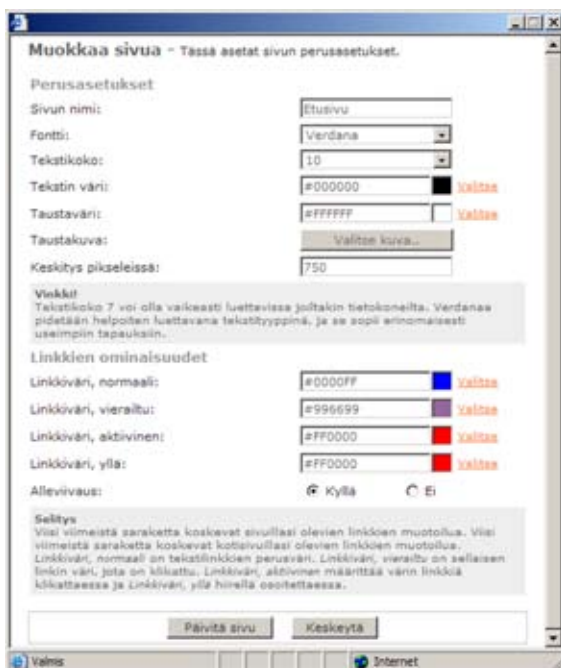 Muokkaa sivua - Tässä asetat sivun perusasetukset.
Perusasetukset
Sivun nimi: Etusivu
Fontti: Verdana
Tekstikoko: 10
Tekstin väri: #000000 Valitse
Taustaväri: #FFFFFF Valitse
Taustakuva: Valitse kuva..
Keskitys pikseleissä: 750
Vinkki!
Tekstikoko 7 voi olla vaikeasti luettavissa joiltakin tietokoneilta. Verdanaa
pidetään helpoiten luettavana tekstityyppinä, ja se sopii erinomaisesti
useimpiin tapauksiin.
Linkkien ominaisuudet
Linkkiväri, normaali: #0000FF Valitse
Linkkiväri, vierailtu: #996699 Valitse
Linkkiväri, aktiivinen: #FF0000 Valitse
Linkkiväri, yllä: #FF0000 Valitse
Alleviivaus: Kyllä Ei
Selitys
Viisi viimeistä saraketta koskevat sivuillasi olevien linkkien muotoilua. Viisi
viimeistä saraketta koskevat kotisivuillasi olevien linkkien muotoilua.
Linkkiväri, normaali on tekstilinkkien perusväri. Linkkiväri, vierailtu on sellaisen
linkin väri, jota on klikattu. Linkkiväri, aktiivinen määrittää värin linkkiä
klikattaessa ja Linkkiväri, yllä hiirellä osoitettaessa.
Päivitä sivu Keskeytä
Valmis Internet